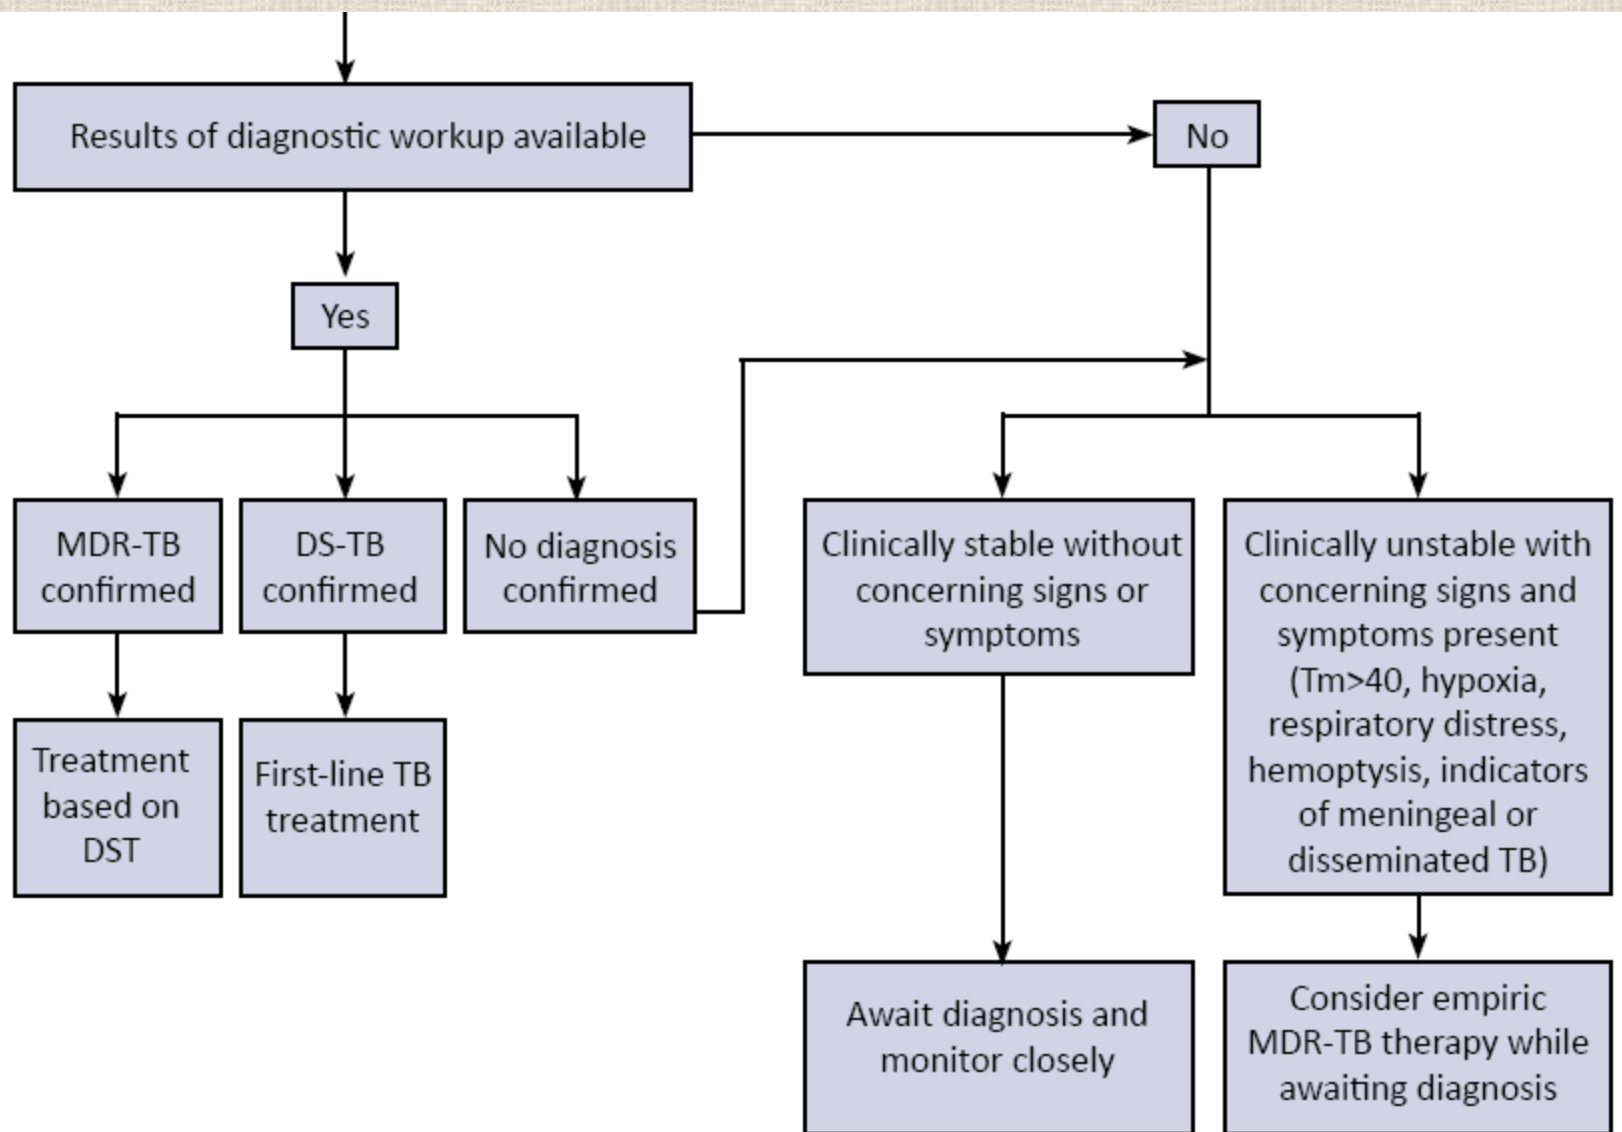 Results of diagnostic workup available
No
Yes
MDR-TB
confirmed
DS-TB
confirmed
No diagnosis
confirmed
Clinically stable without
concerning signs or
symptoms
Clinically unstable with
concerning signs and
symptoms present
(Tm>40, hypoxia,
respiratory distress,
hemoptysis, indicators
of meningeal or
disseminated TB)
Treatment
based on
DST
First-line TB
treatment
Await diagnosis and
monitor closely
Consider empiric
MDR-TB therapy while
awaiting diagnosis